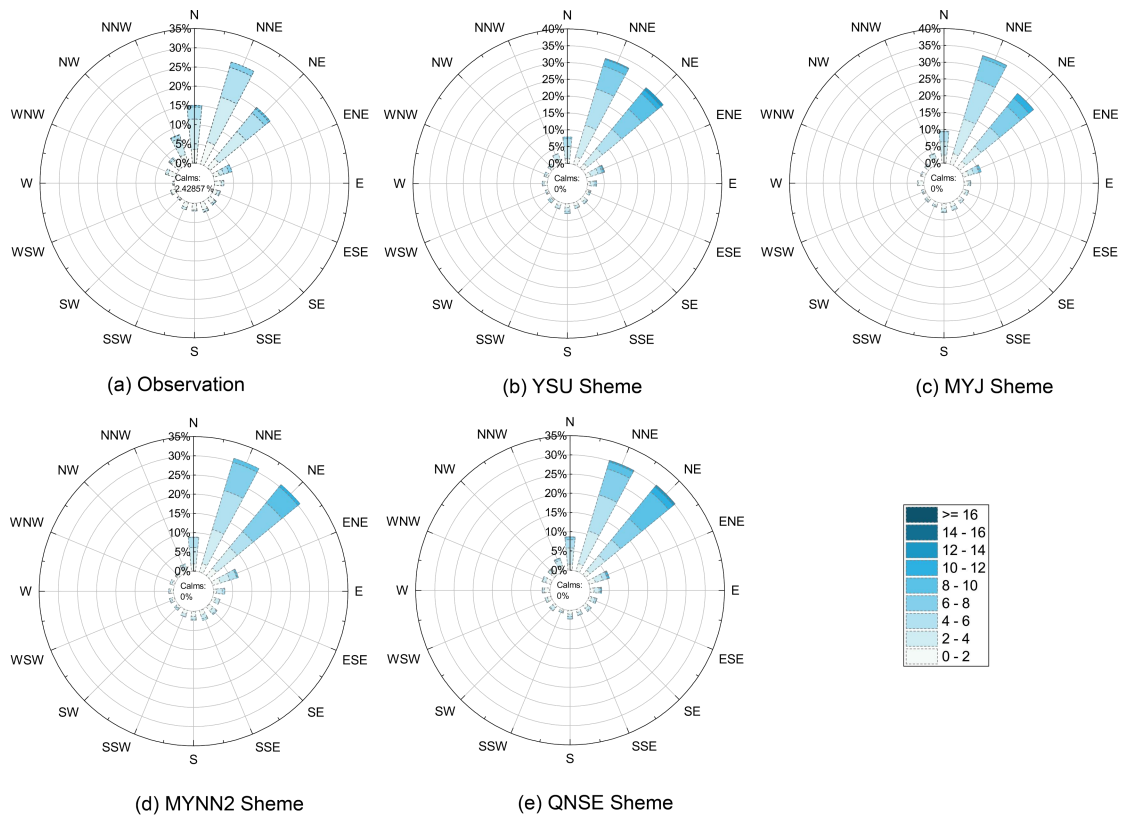 N
NNE
NE
ENE
E
ESE
SE
SSE
S
SSW
SW
WSW
W
WNW
NW
NNW
35%
30%
25%
20%
15%
10%
5%
0%
Calms:
2.42857 %
(a) Observation
N
NNE
NE
ENE
E
ESE
SE
SSE
S
SSW
SW
WSW
W
WNW
NW
NNW
40%
35%
30%
25%
20%
15%
10%
5%
0%
Calms:
0%
(b) YSU Sheme
N
NNE
NE
ENE
E
ESE
SE
SSE
S
SSW
SW
WSW
W
WNW
NW
NNW
40%
35%
30%
25%
20%
15%
10%
5%
0%
Calms:
0%
(c) MYJ Sheme
N
NNE
NE
ENE
E
ESE
SE
SSE
S
SSW
SW
WSW
W
WNW
NW
NNW
35%
30%
25%
20%
15%
10%
5%
0%
Calms:
0%
(d) MYNN2 Sheme
N
NNE
NE
ENE
E
ESE
SE
SSE
S
SSW
SW
WSW
W
WNW
NW
NNW
35%
30%
25%
20%
15%
10%
5%
0%
Calms:
0%
(e) QNSE Sheme
>= 16
14 - 16
12 - 14
10 - 12
8 - 10
6 - 8
4 - 6
2 - 4
0 - 2